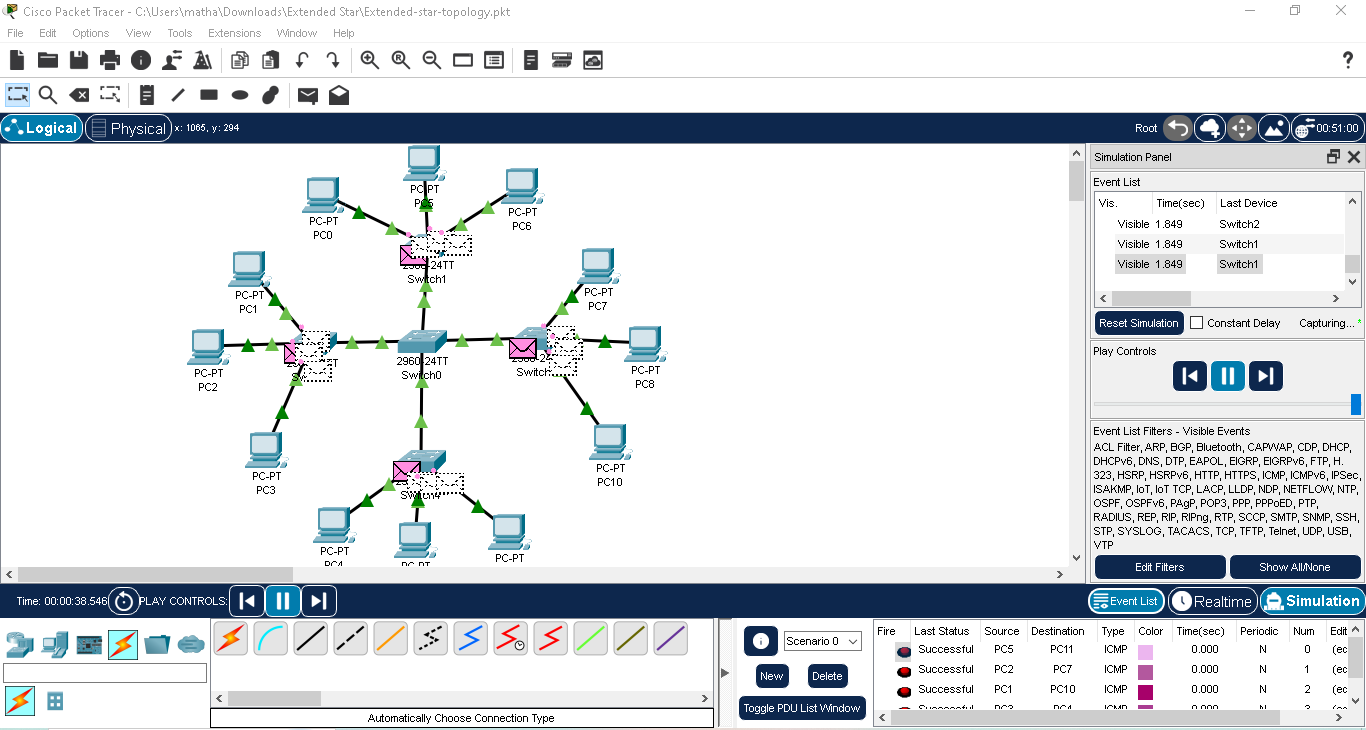 Cisco Packet Tracer - C:\Users\matha\Downloads\Extended Star\Extended-star-topology.pkt
File Edit Options View Tools Extensions Window Help
?
Logical Physical x: 1065, y: 294 Root 00:51:00
Simulation Panel
Event List
Vis. Time(sec) Last Device
Visible 1.849 Switch2
Visible 1.849 Switch1
Visible 1.849 Switch1
Reset Simulation Constant Delay Capturing... *
Play Controls
Event List Filters - Visible Events
ACL Filter, ARP, BGP, Bluetooth, CAPWAP, CDP, DHCP,
DHCPv6, DNS, DTP, EAPOL, EIGRP, EIGRPv6, FTP, H.
323, HSRP, HSRPv6, HTTP, HTTPS, ICMP, ICMPv6, IPSec,
ISAKMP, IoT, IoT TCP, LACP, LLDP, NDP, NETFLOW, NTP,
OSPF, OSPFv6, PAgP, POP3, PPP, PPPoED, PTP,
RADIUS, REP, RIP, RIPng, RTP, SCCP, SMTP, SNMP, SSH,
STP, SYSLOG, TACACS, TCP, TFTP, Telnet, UDP, USB,
VTP
Edit Filters Show All/None
PC-PT
PC5
PC-PT
PC0
PC-PT
PC6
24TT
Switch1
PC-PT
PC1
PC-PT
PC7
PC-PT
PC2
2960-24TT
Switch0
Switch
PC-PT
PC8
PC-PT
PC3
PC-PT
PC10
PC-PT
PC4
PC-PT
PC-PT
Time: 00:00:38.546 PLAY CONTROLS:
Event List Realtime Simulation
Automatically Choose Connection Type
Scenario 0
New Delete
Toggle PDU List Window
Fire Last Status Source Destination Type Color Time(sec) Periodic Num Edit
Successful PC5 PC11 ICMP 0.000 N 0 (ec
Successful PC2 PC7 ICMP 0.000 N 1 (ec
Successful PC1 PC10 ICMP 0.000 N 2 (ec
Successful PC3 PC4 ICMP 0.000 N 3 (ec